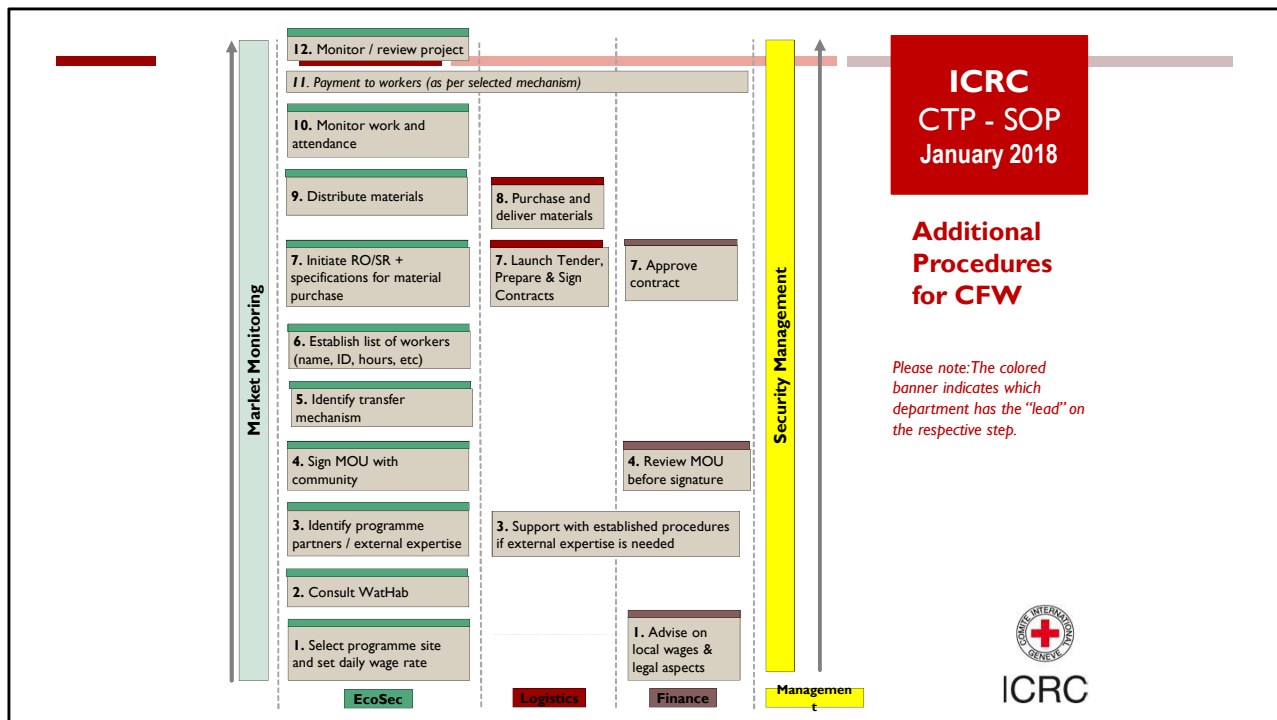 12. Monitor / review project
11. Payment to workers (as per selected mechanism)
10. Monitor work and
attendance
9. Distribute materials
8. Purchase and
deliver materials
7. Initiate RO/SR +
specifications for material
purchase
7. Launch Tender,
Prepare & Sign
Contracts
7. Approve
contract
6. Establish list of workers
(name, ID, hours, etc)
5. Identify transfer
mechanism
4. Sign MOU with
community
4. Review MOU
before signature
3. Identify programme
partners / external expertise
3. Support with established procedures
if external expertise is needed
2. Consult WatHab
1. Select programme site
and set daily wage rate
1. Advise on
local wages &
legal aspects
Market Monitoring
Security Management
EcoSec
Logistics
Finance
Managemen
t
ICRC
CTP - SOP
January 2018
Additional
Procedures
for CFW
Please note: The colored
banner indicates which
department has the “lead” on
the respective step.
COMITE INTERNATIONAL
GENEVE
ICRC